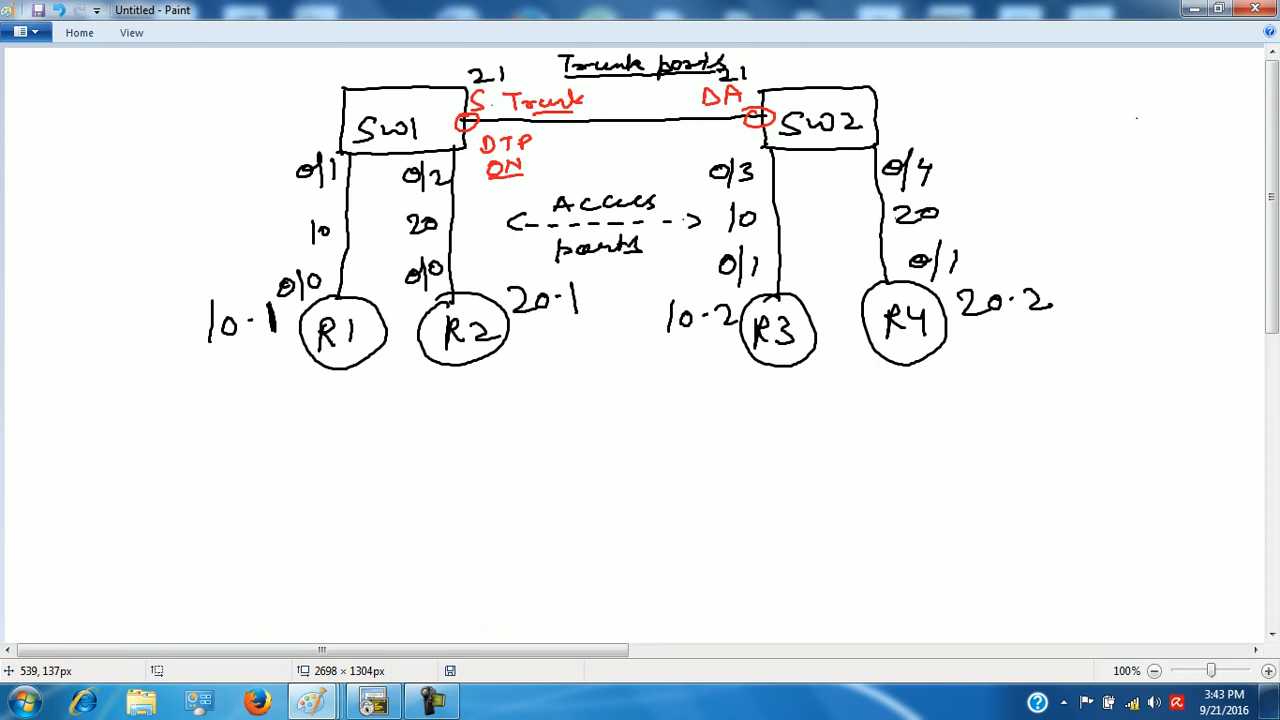 Untitled - Paint
Home View
Trunk ports
21 21
S. Trunk DA
SW1 SW2
DTP
ON
0/1 0/2 0/3 0/4
Acces
10 20 10 20
ports
0/0 0/0 0/1 0/1
10.1 R1 R2 20.1 10.2 R3 R4 20.2
539, 137px 2698 × 1304px 100%
3:43 PM
9/21/2016